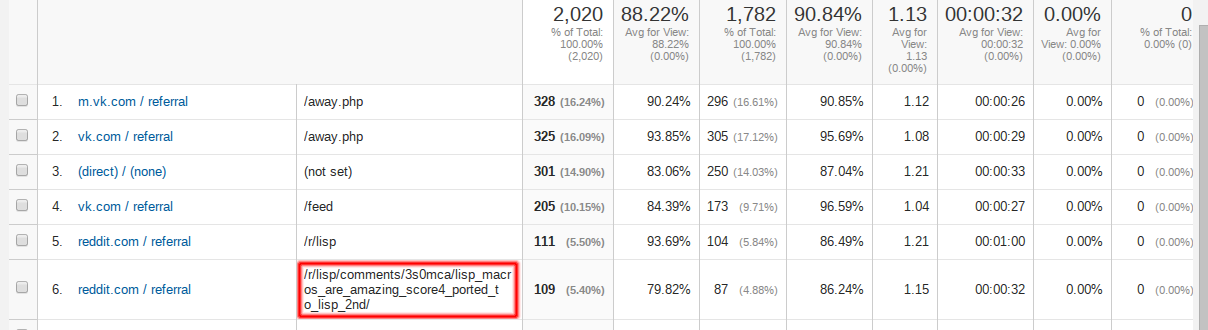 2,020 88.22% 1,782 90.84% 1.13 00:00:32 0.00% 0
% of Total: Avg for View: % of Total: Avg for View: Avg for Avg for View: Avg for % of Total:
100.00% 88.22% 100.00% 90.84% View: 00:00:32 View: 0.00% 0.00% (0)
(2,020) (0.00%) (1,782) (0.00%) 1.13 (0.00%) (0.00%)
(0.00%)
1. m.vk.com / referral /away.php 328 (16.24%) 90.24% 296 (16.61%) 90.85% 1.12 00:00:26 0.00% 0 (0.00%)
2. vk.com / referral /away.php 325 (16.09%) 93.85% 305 (17.12%) 95.69% 1.08 00:00:29 0.00% 0 (0.00%)
3. (direct) / (none) (not set) 301 (14.90%) 83.06% 250 (14.03%) 87.04% 1.21 00:00:33 0.00% 0 (0.00%)
4. vk.com / referral /feed 205 (10.15%) 84.39% 173 (9.71%) 96.59% 1.04 00:00:27 0.00% 0 (0.00%)
5. reddit.com / referral /r/lisp 111 (5.50%) 93.69% 104 (5.84%) 86.49% 1.21 00:01:00 0.00% 0 (0.00%)
/r/lisp/comments/3s0mca/lisp_macr
6. reddit.com / referral os_are_amazing_score4_ported_t 109 (5.40%) 79.82% 87 (4.88%) 86.24% 1.15 00:00:32 0.00% 0 (0.00%)
o_lisp_2nd/